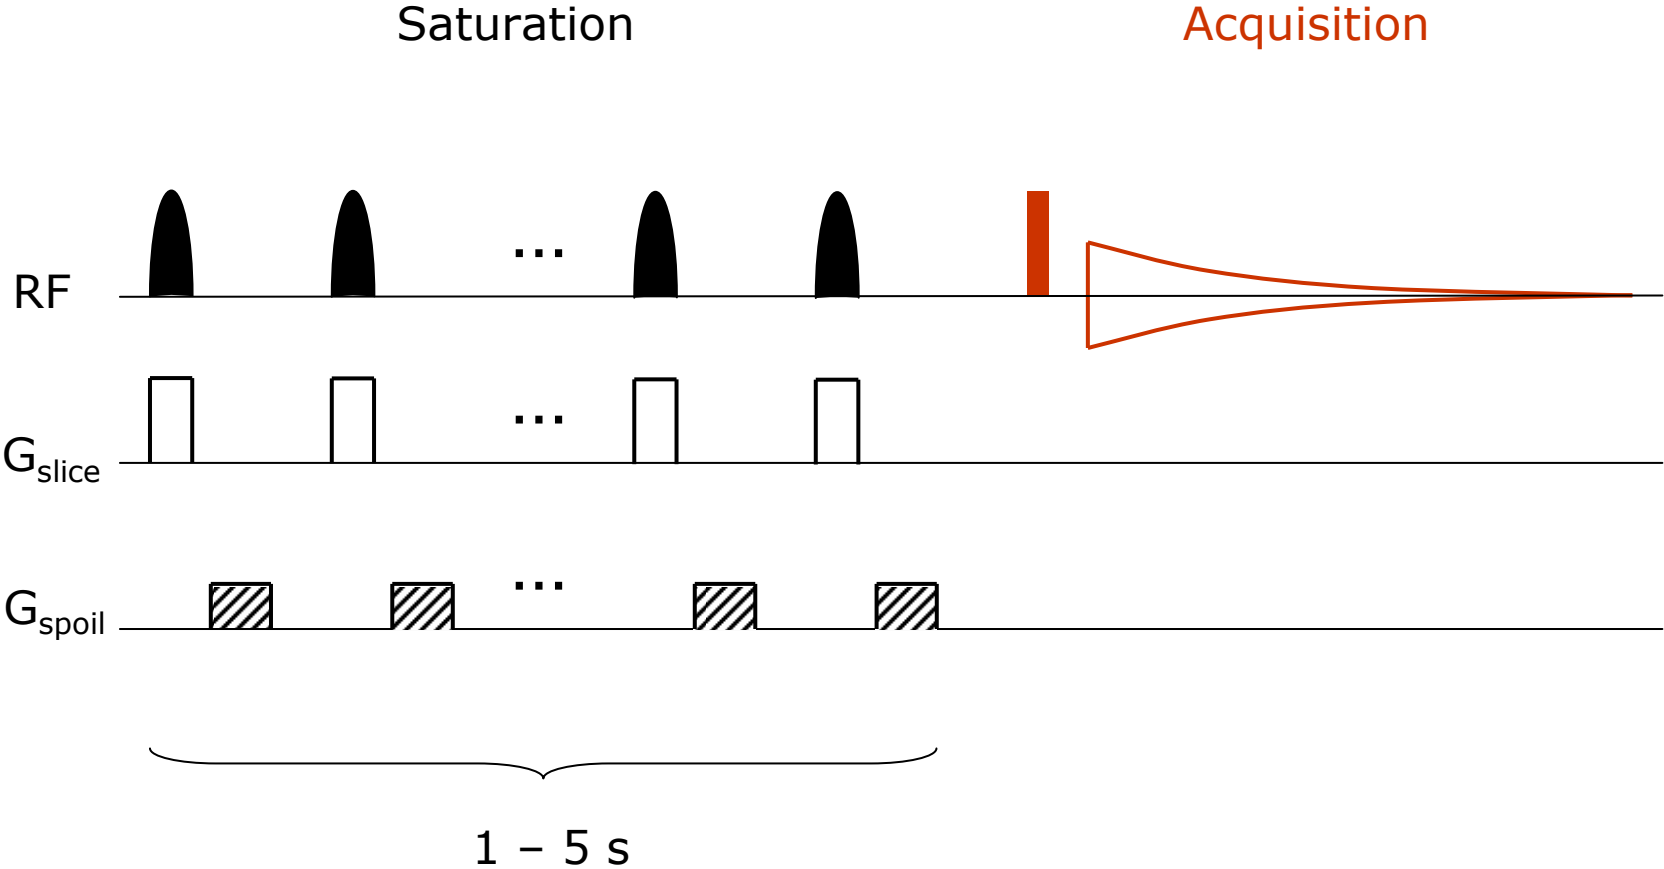 Saturation
Acquisition
...
RF
...
Gslice
...
Gspoil
1 – 5 s